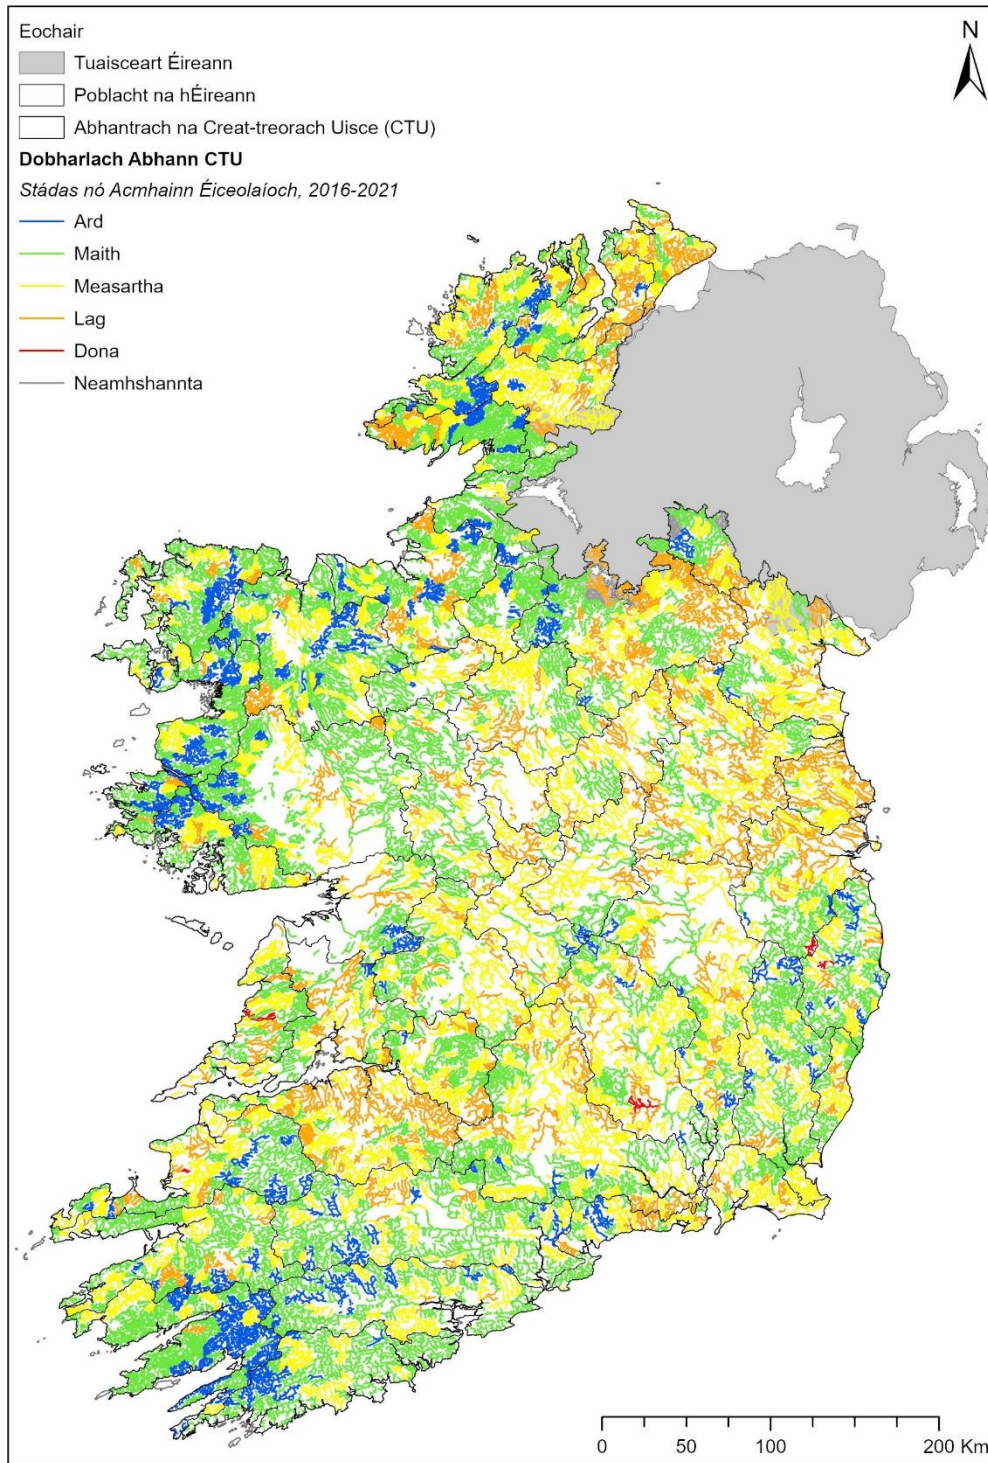 Eochair
Tuaisceart Éireann
Poblacht na hÉireann
Abhantrach na Creat-treorach Uisce (CTU)
Dobharlach Abhann CTU
Stádas nó Acmhainn Éiceolaíoch, 2016-2021
Ard
Maith
Measartha
Lag
Dona
Neamhshannta
N
0 50 100 200 Km